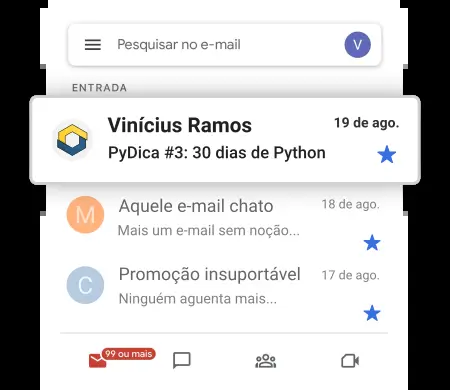 Pesquisar no e-mail
V
ENTRADA
Vinícius Ramos
19 de ago.
PyDica #3: 30 dias de Python
M
Aquele e-mail chato
18 de ago.
Mais um e-mail sem noção...
C
Promoção insuportável
17 de ago.
Ninguém aguenta mais...
99 ou mais